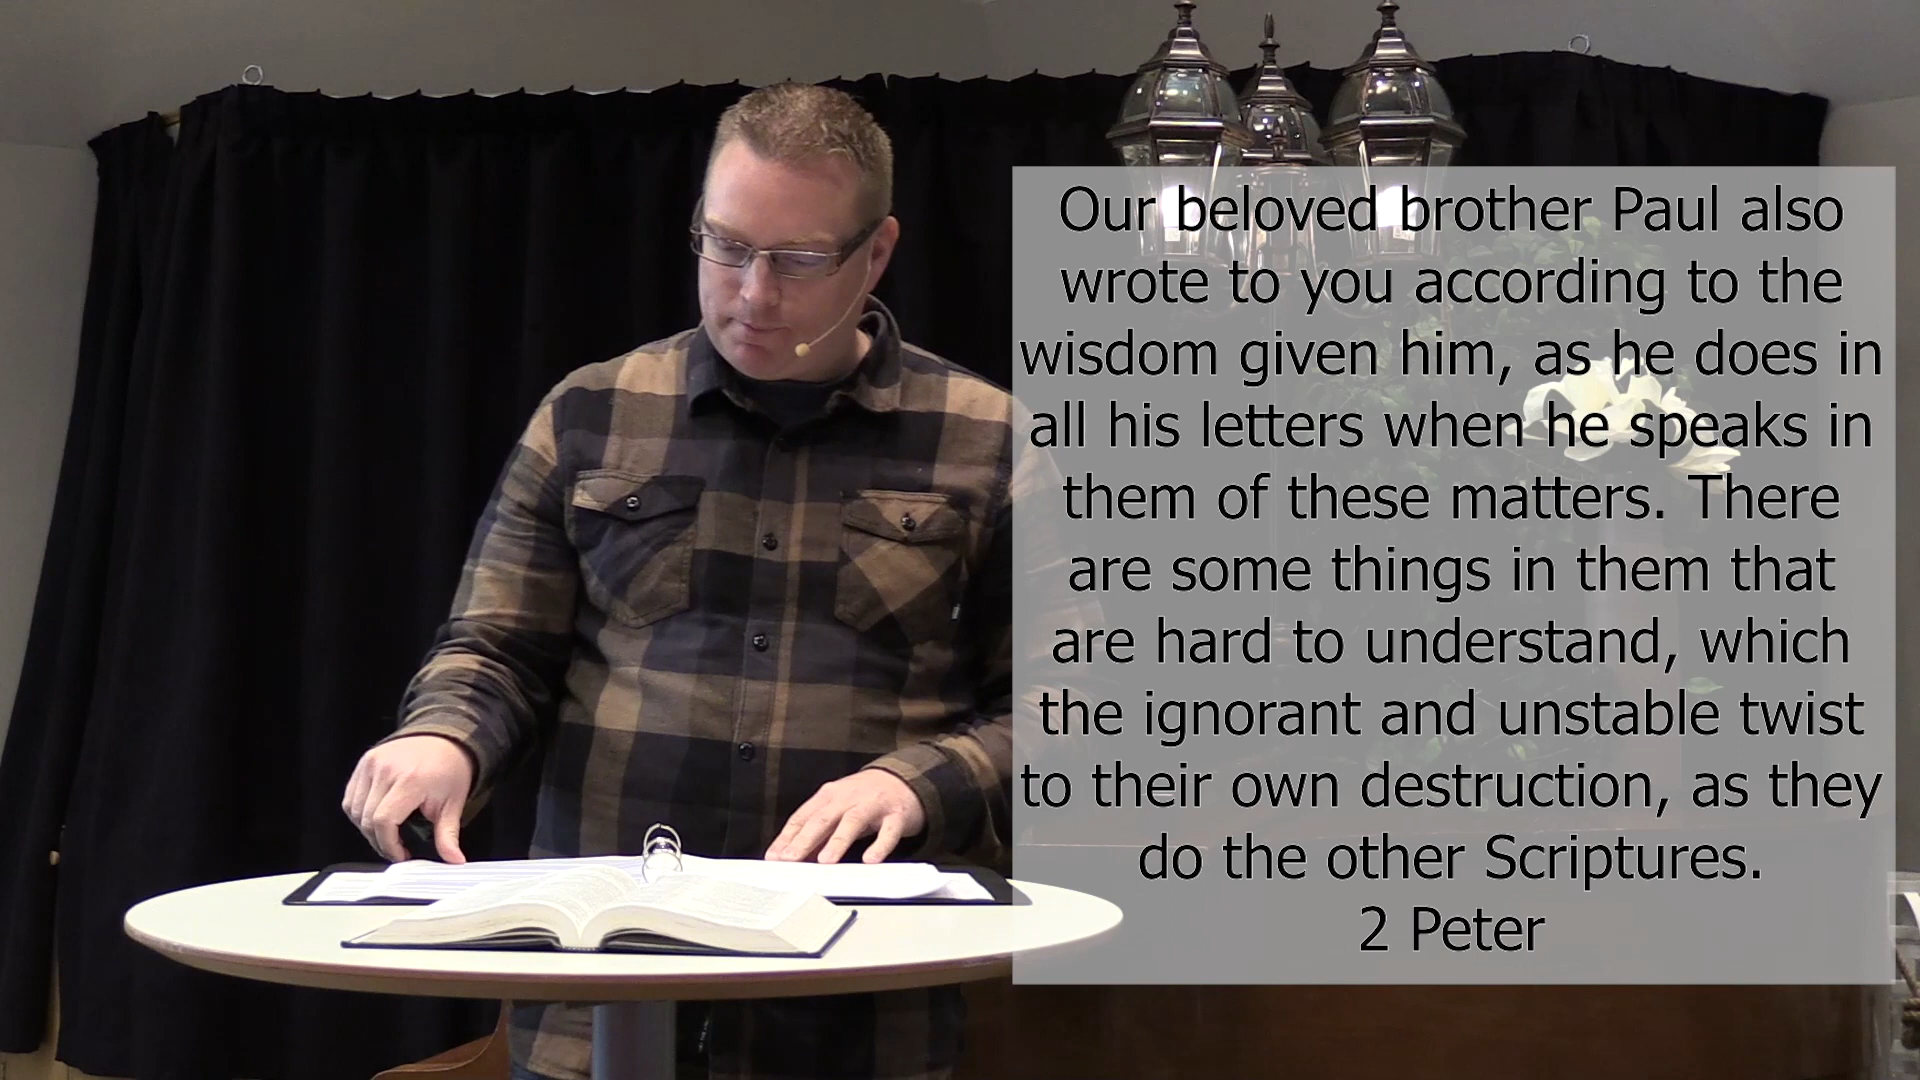 Our beloved brother Paul also
wrote to you according to the
wisdom given him, as he does in
all his letters when he speaks in
them of these matters. There
are some things in them that
are hard to understand, which
the ignorant and unstable twist
to their own destruction, as they
do the other Scriptures.
2 Peter